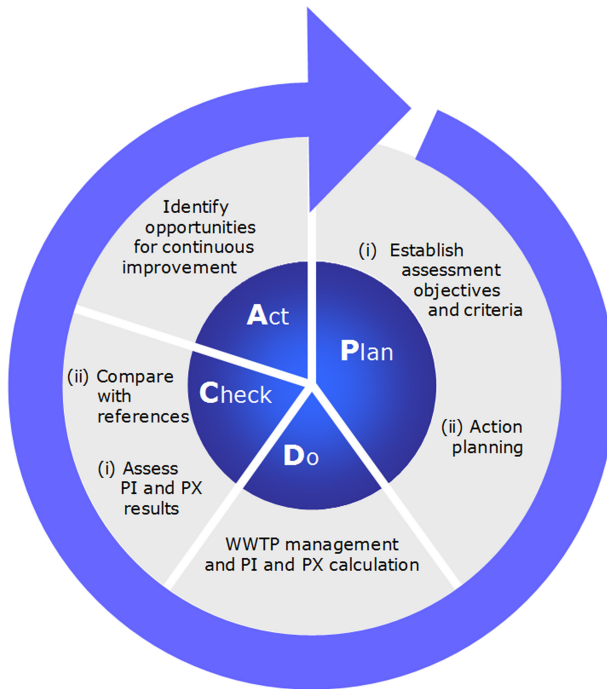 Identify
opportunities
for continuous
improvement
(i) Establish
assessment
objectives
and criteria
Act
Plan
(ii) Compare
with
references
Check
(ii) Action
planning
Do
(i) Assess
PI and PX
results
WWTP management
and PI and PX calculation